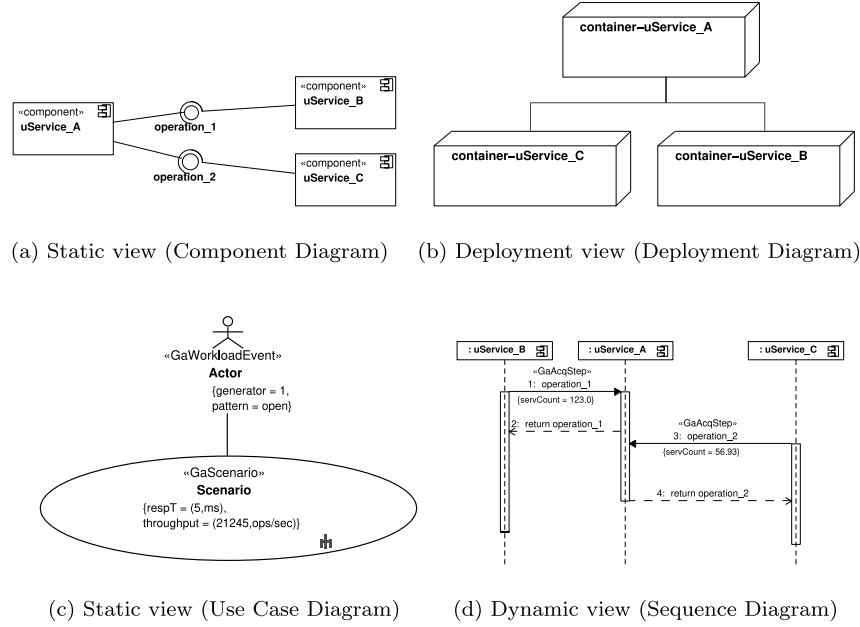 «component»
uService_A
operation_1
operation_2
«component»
uService_B
«component»
uService_C
(a) Static view (Component Diagram)
container–uService_A
container–uService_C
container–uService_B
(b) Deployment view (Deployment Diagram)
«GaWorkloadEvent»
Actor
{generator = 1,
pattern = open}
«GaScenario»
Scenario
{respT = (5,ms),
throughput = (21245,ops/sec)}
(c) Static view (Use Case Diagram)
: uService_B
: uService_A
: uService_C
«GaAcqStep»
1: operation_1
{servCount = 123.0}
2: return operation_1
«GaAcqStep»
3: operation_2
{servCount = 56.93}
4: return operation_2
(d) Dynamic view (Sequence Diagram)